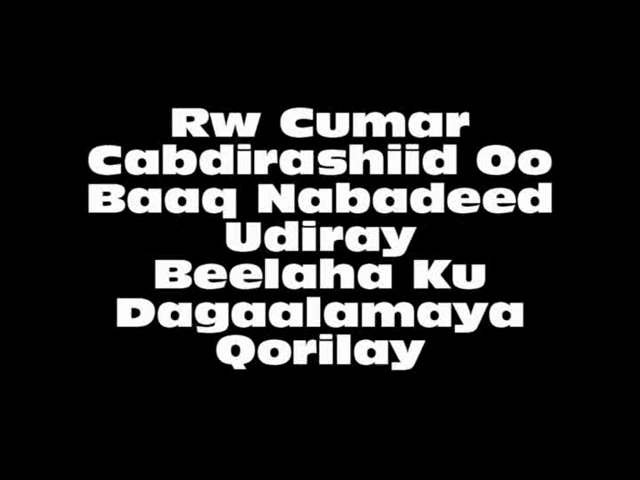 Rw Cumar
Cabdirashiid Oo
Baaq Nabadeed
Udiray
Beelaha Ku
Dagaalamaya
Qorilay